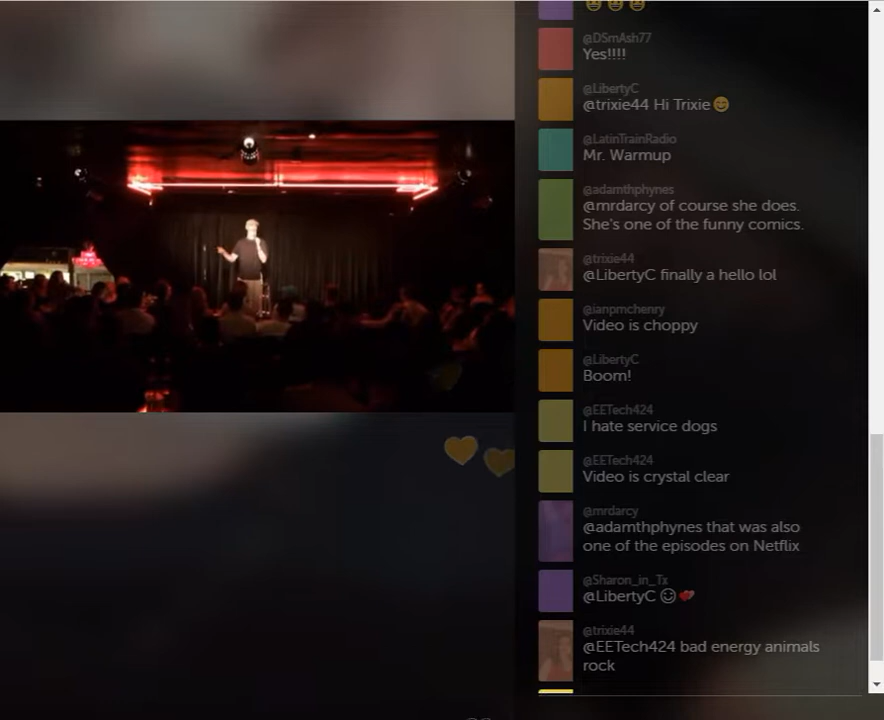 @DSmAsh77
Yes!!!!
@LibertyC
@trixie44 Hi Trixie😊
@LatinTrainRadio
Mr. Warmup
@adamthphynes
@mrdarcy of course she does.
She's one of the funny comics.
@trixie44
@LibertyC finally a hello lol
@ianpmchenry
Video is choppy
@LibertyC
Boom!
@EETech424
I hate service dogs
@EETech424
Video is crystal clear
@mrdarcy
@adamthphynes that was also
one of the episodes on Netflix
@Sharon_in_Tx
@LibertyC ☺💕
@trixie44
@EETech424 bad energy animals
rock